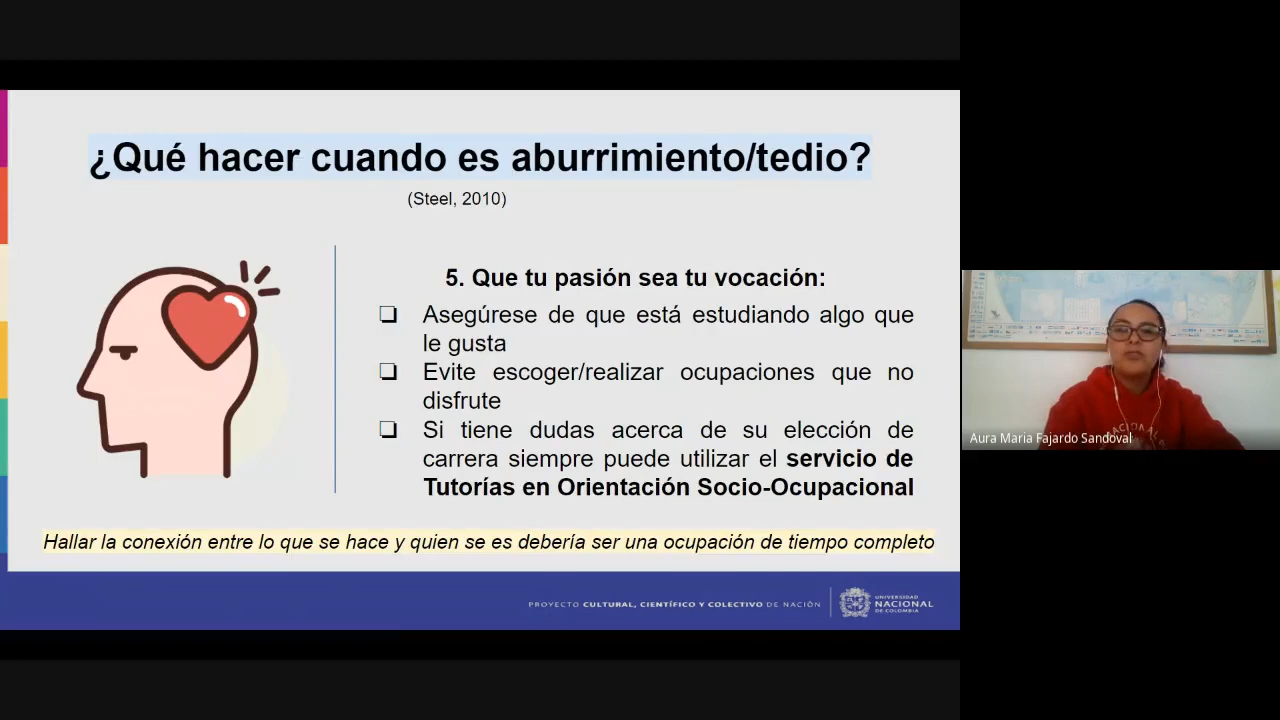 ¿Qué hacer cuando es aburrimiento/tedio?
(Steel, 2010)
5. Que tu pasión sea tu vocación:
❏ Asegúrese de que está estudiando algo que
le gusta
❏ Evite escoger/realizar ocupaciones que no
disfrute
❏ Si tiene dudas acerca de su elección de
carrera siempre puede utilizar el servicio de
Tutorías en Orientación Socio-Ocupacional
Hallar la conexión entre lo que se hace y quien se es debería ser una ocupación de tiempo completo
PROYECTO CULTURAL, CIENTÍFICO Y COLECTIVO DE NACIÓN
UNIVERSIDAD
NACIONAL
DE COLOMBIA
Aura Maria Fajardo Sandoval